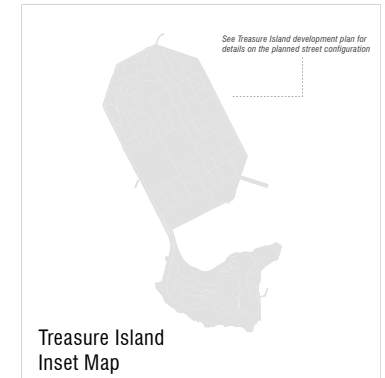 See Treasure Island development plan for
details on the planned street configuration
Treasure Island
Inset Map